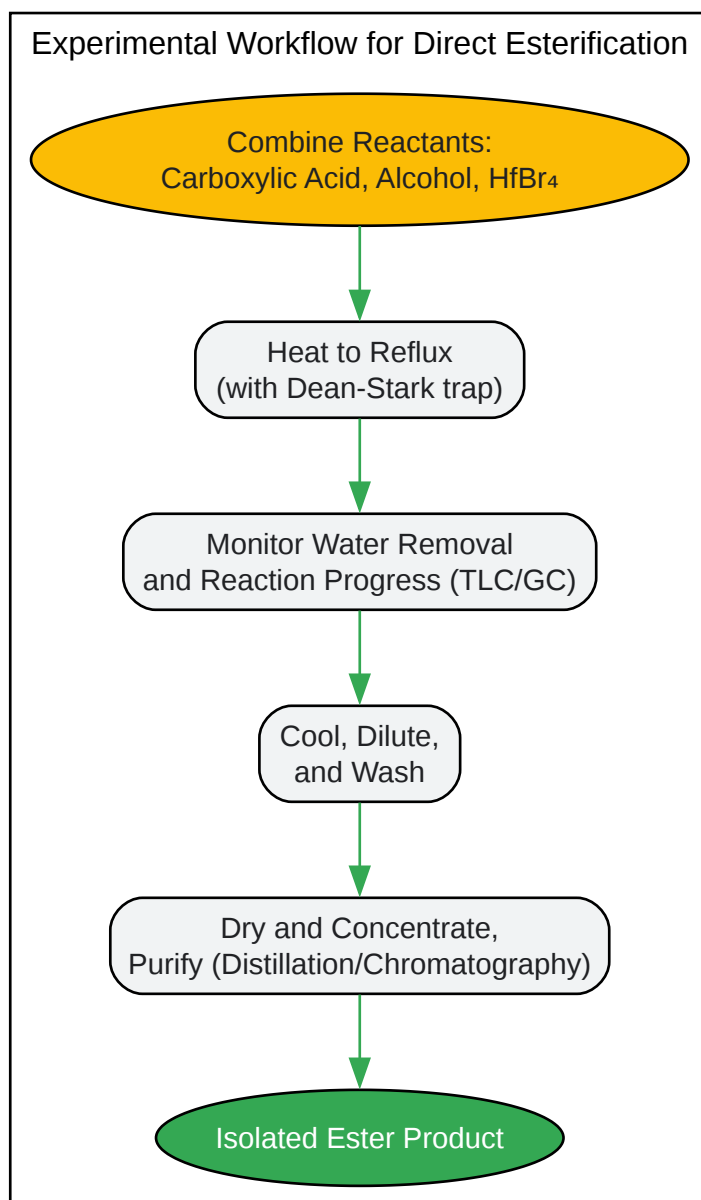 Experimental Workflow for Direct Esterification
Combine Reactants:
Carboxylic Acid, Alcohol, HfBr₄
Heat to Reflux
(with Dean-Stark trap)
Monitor Water Removal
and Reaction Progress (TLC/GC)
Cool, Dilute,
and Wash
Dry and Concentrate,
Purify (Distillation/Chromatography)
Isolated Ester Product